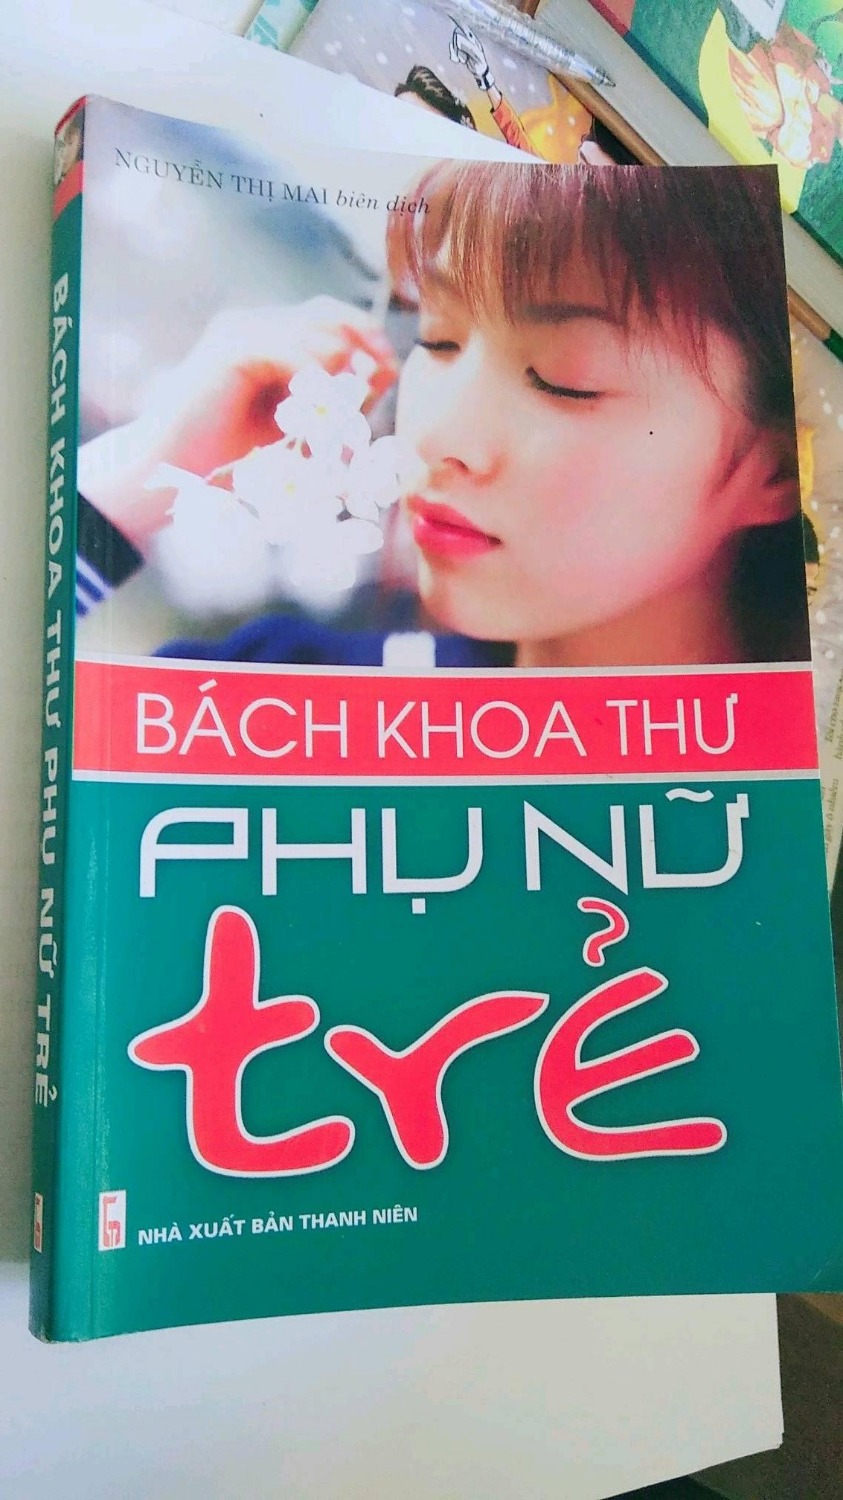 NGUYỄN THỊ MAI biên dịch
BÁCH KHOA THƯ
PHỤ NỮ
trẻ
NHÀ XUẤT BẢN THANH NIÊN
BÁCH KHOA THƯ PHỤ NỮ TRẺ